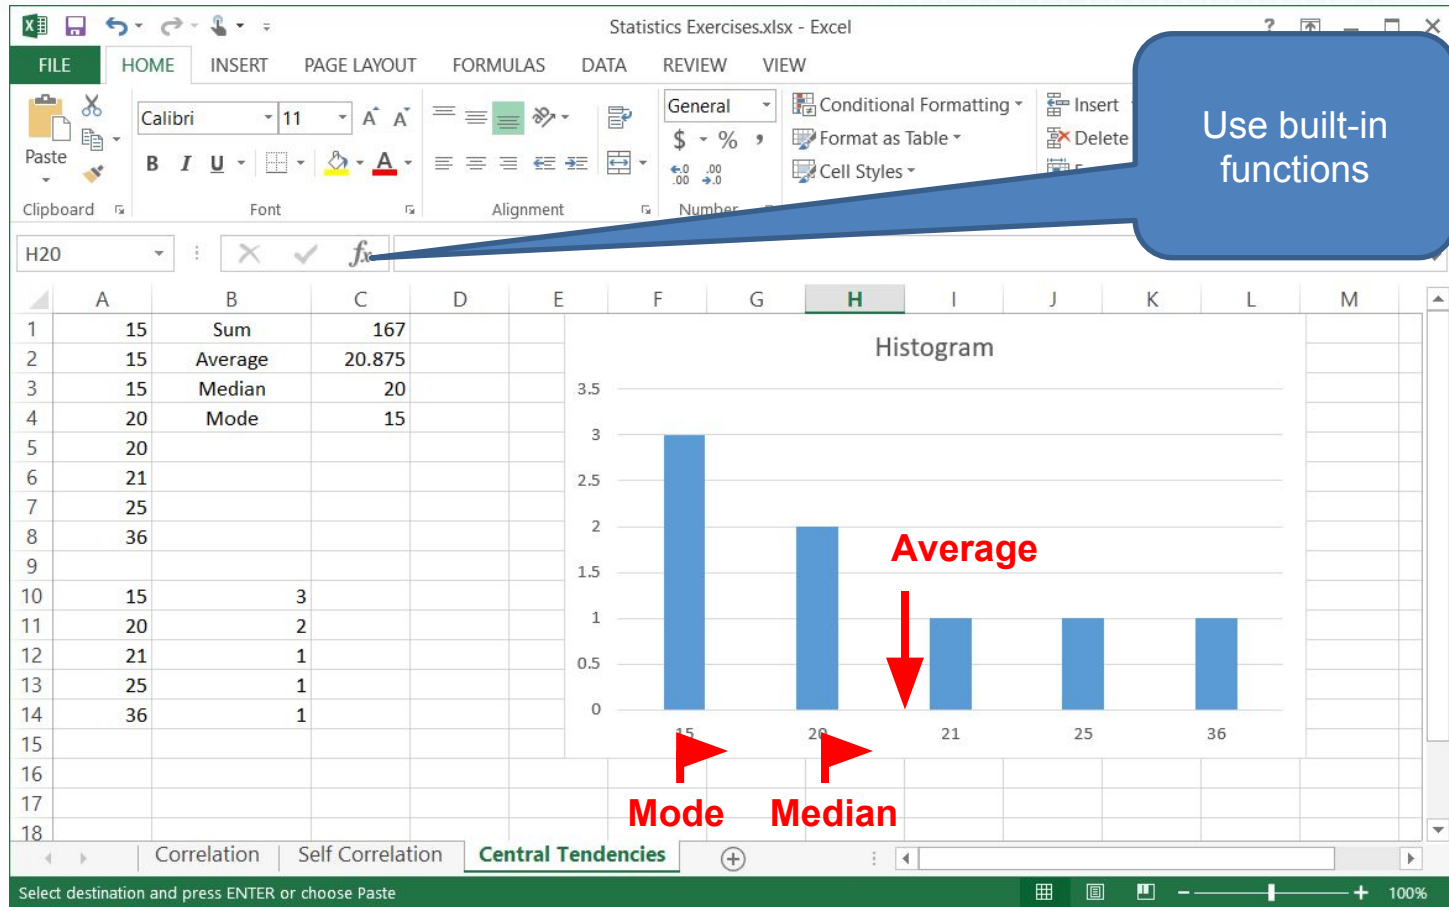 Statistics Exercises.xlsx - Excel
?
FILE HOME INSERT PAGE LAYOUT FORMULAS DATA REVIEW VIEW
Use built-in
functions
Paste
Calibri 11 A A
B I U A
General
$ % ,
.0 .00
.00 .0
Conditional Formatting
Format as Table
Cell Styles
Insert
Delete
Clipboard Font Alignment Number
H20 fx
A B C D E F G H I J K L M
1 15 Sum 167
2 15 Average 20.875
3 15 Median 20
4 20 Mode 15
5 20
6 21
7 25
8 36
9
10 15 3
11 20 2
12 21 1
13 25 1
14 36 1
15
16
17
18
Histogram
3.5
3
2.5
2
1.5
1
0.5
0
15 20 21 25 36
Average
Mode Median
Correlation Self Correlation Central Tendencies
Select destination and press ENTER or choose Paste 100%